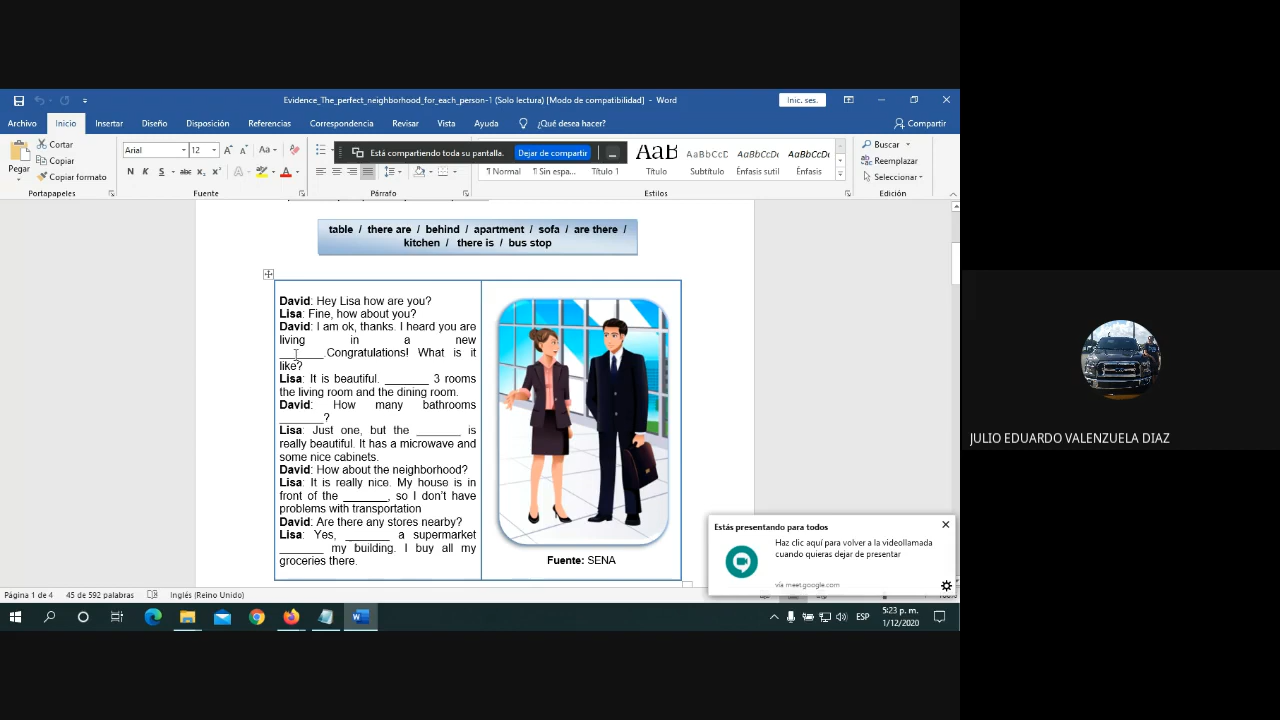 Evidence_The_perfect_neighborhood_for_each_person-1 (Solo lectura) [Modo de compatibilidad] - Word
Inic. ses.
Archivo Inicio Insertar Diseño Disposición Referencias Correspondencia Revisar Vista Ayuda ¿Qué desea hacer? Compartir
Pegar
Cortar
Copiar
Copiar formato
Arial 12
Está compartiendo toda su pantalla. Dejar de compartir
¶ Normal ¶ Sin espa... Título 1 Título Subtítulo Énfasis sutil Énfasis
Buscar
Reemplazar
Seleccionar
Portapapeles Fuente Párrafo Estilos Edición
table / there are / behind / apartment / sofa / are there /
kitchen / there is / bus stop
David: Hey Lisa how are you?
Lisa: Fine, how about you?
David: I am ok, thanks. I heard you are
living in a new
_______.Congratulations! What is it
like?
Lisa: It is beautiful. _______ 3 rooms
the living room and the dining room.
David: How many bathrooms
_______?
Lisa: Just one, but the _______ is
really beautiful. It has a microwave and
some nice cabinets.
David: How about the neighborhood?
Lisa: It is really nice. My house is in
front of the _______, so I don't have
problems with transportation
David: Are there any stores nearby?
Lisa: Yes, _______ a supermarket
_______ my building. I buy all my
groceries there.
Fuente: SENA
JULIO EDUARDO VALENZUELA DIAZ
Estás presentando para todos
Haz clic aquí para volver a la videollamada
cuando quieras dejar de presentar
vía meet.google.com
Página 1 de 4 45 de 592 palabras Inglés (Reino Unido)
ESP
5:23 p. m.
1/12/2020